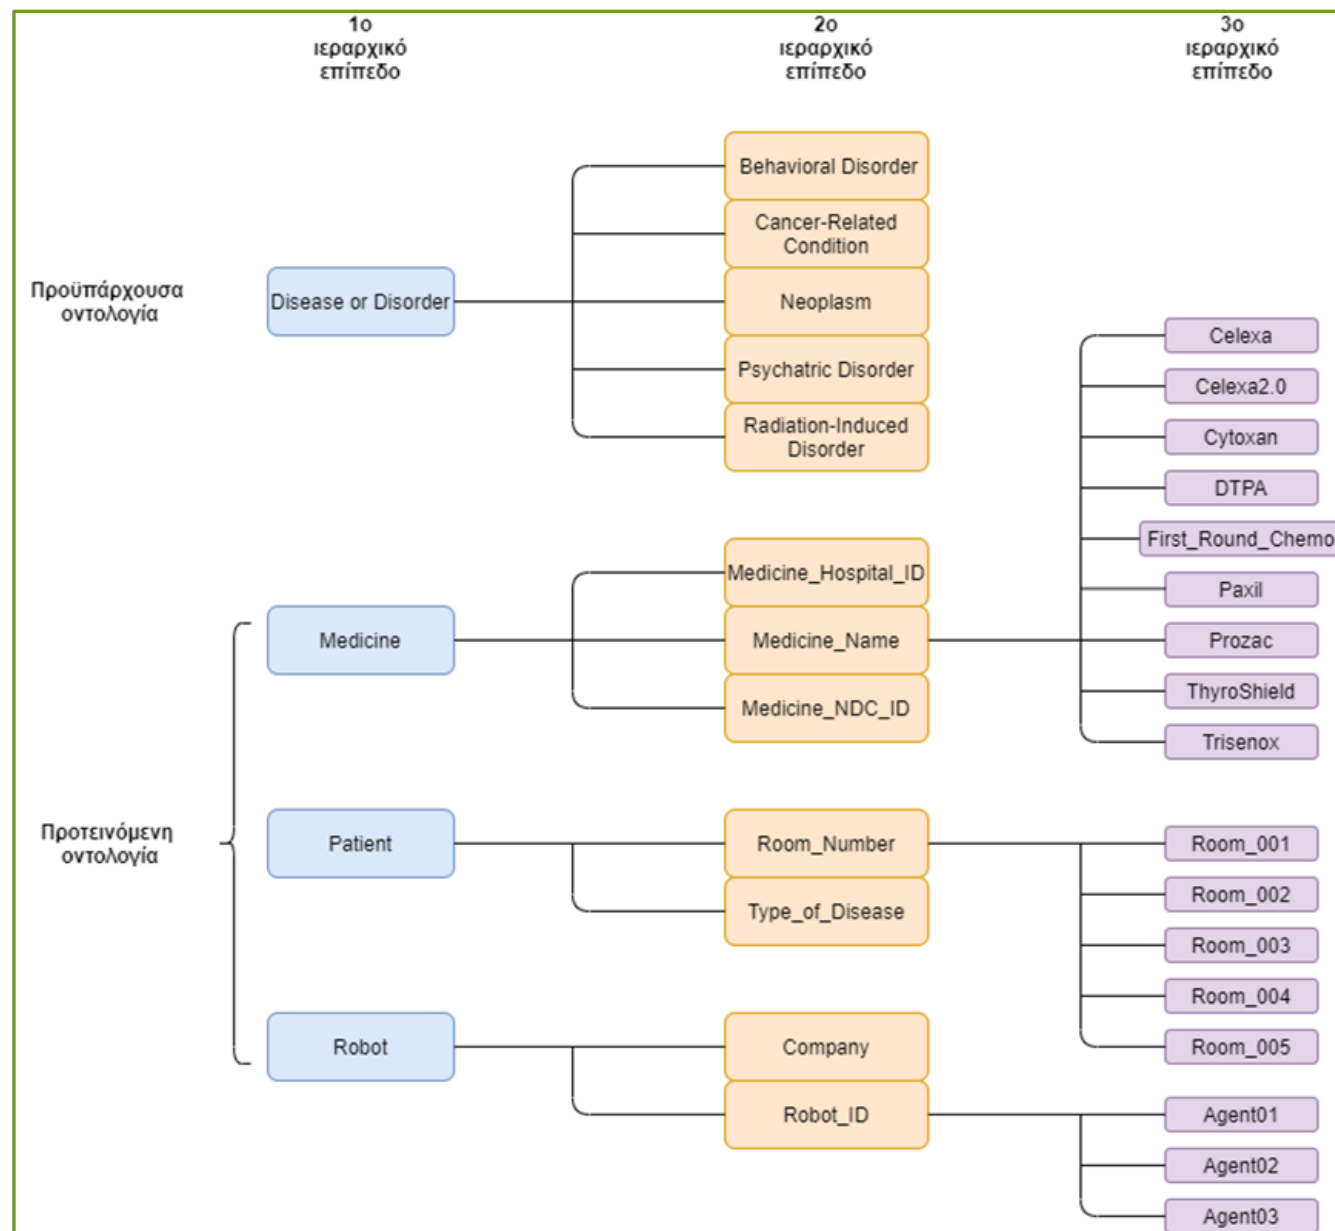 1ο
ιεραρχικό
επίπεδο
2ο
ιεραρχικό
επίπεδο
3ο
ιεραρχικό
επίπεδο
Προϋπάρχουσα
οντολογία
Disease or Disorder
Behavioral Disorder
Cancer-Related
Condition
Neoplasm
Psychatric Disorder
Radiation-Induced
Disorder
Προτεινόμενη
οντολογία
Medicine
Medicine_Hospital_ID
Medicine_Name
Medicine_NDC_ID
Celexa
Celexa2.0
Cytoxan
DTPA
First_Round_Chemo
Paxil
Prozac
ThyroShield
Trisenox
Patient
Room_Number
Type_of_Disease
Room_001
Room_002
Room_003
Room_004
Room_005
Robot
Company
Robot_ID
Agent01
Agent02
Agent03